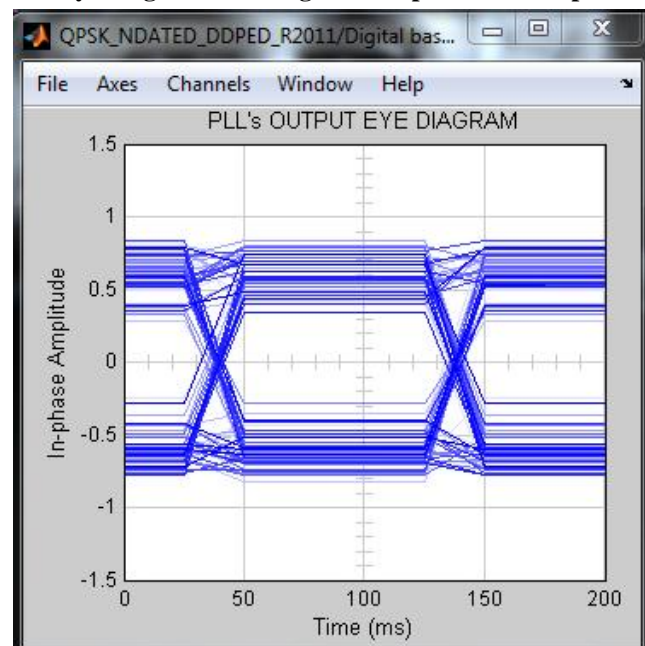 QPSK_NDATED_DDPED_R2011/Digital bas...
File Axes Channels Window Help
PLL's OUTPUT EYE DIAGRAM
1.5
1
0.5
0
-0.5
-1
-1.5
In-phase Amplitude
0 50 100 150 200
Time (ms)